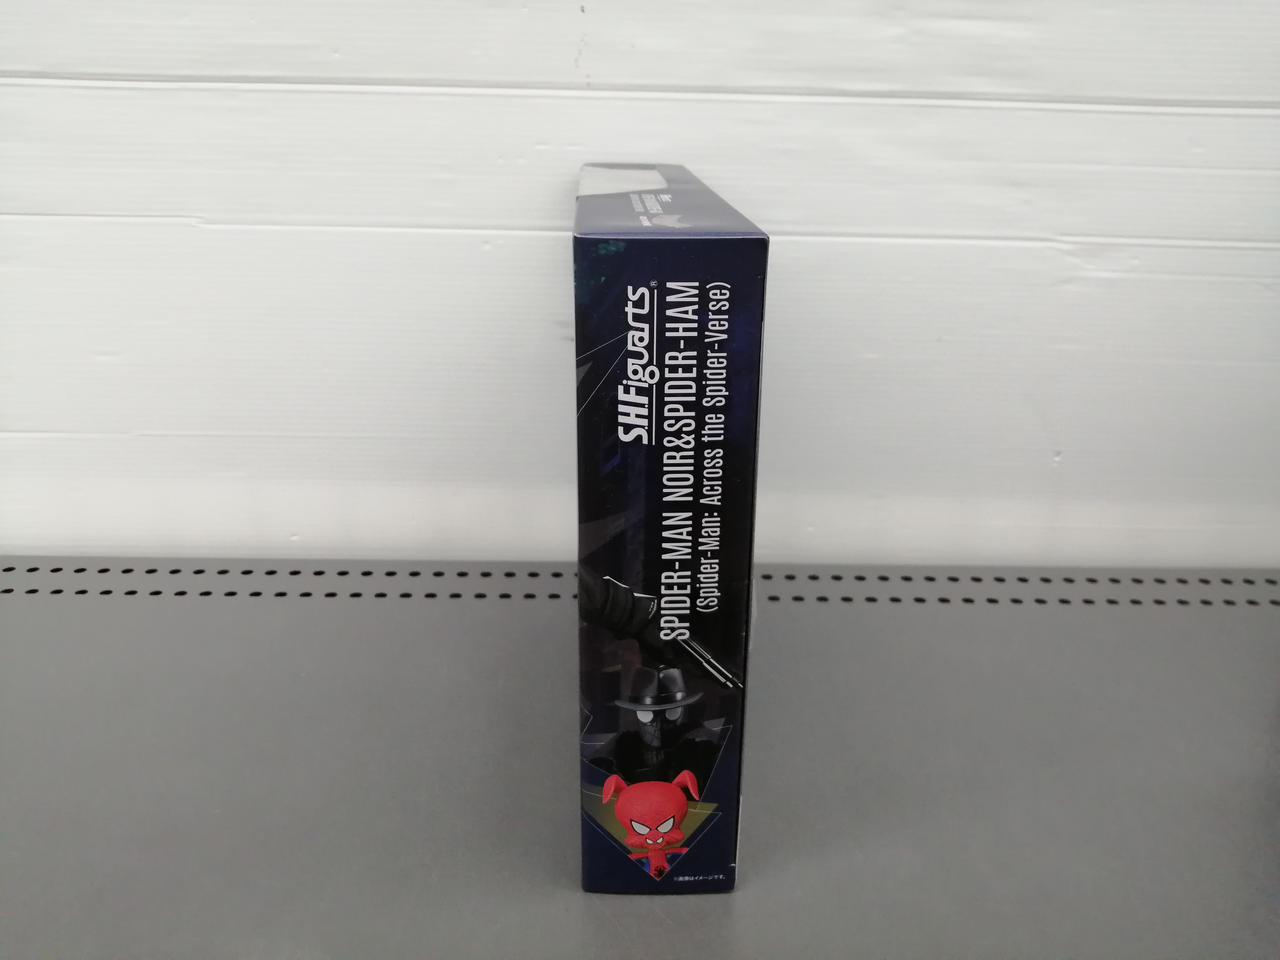 S.H.Figuarts®
SPIDER-MAN NOIR&SPIDER-HAM
(Spider-Man: Across the Spider-Verse)
※画像はイメージです。